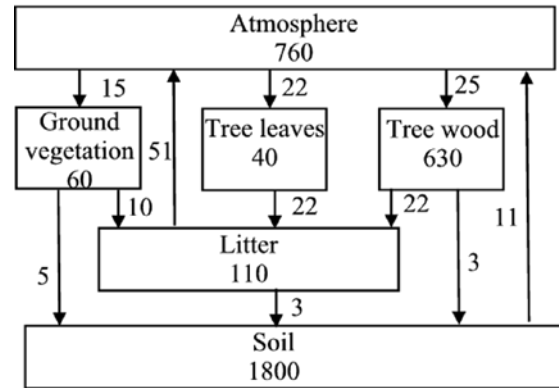 Atmosphere
760
15
22
25
Ground
vegetation
60
51
Tree leaves
40
Tree wood
630
10
22
22
11
Litter
110
5
3
3
Soil
1800